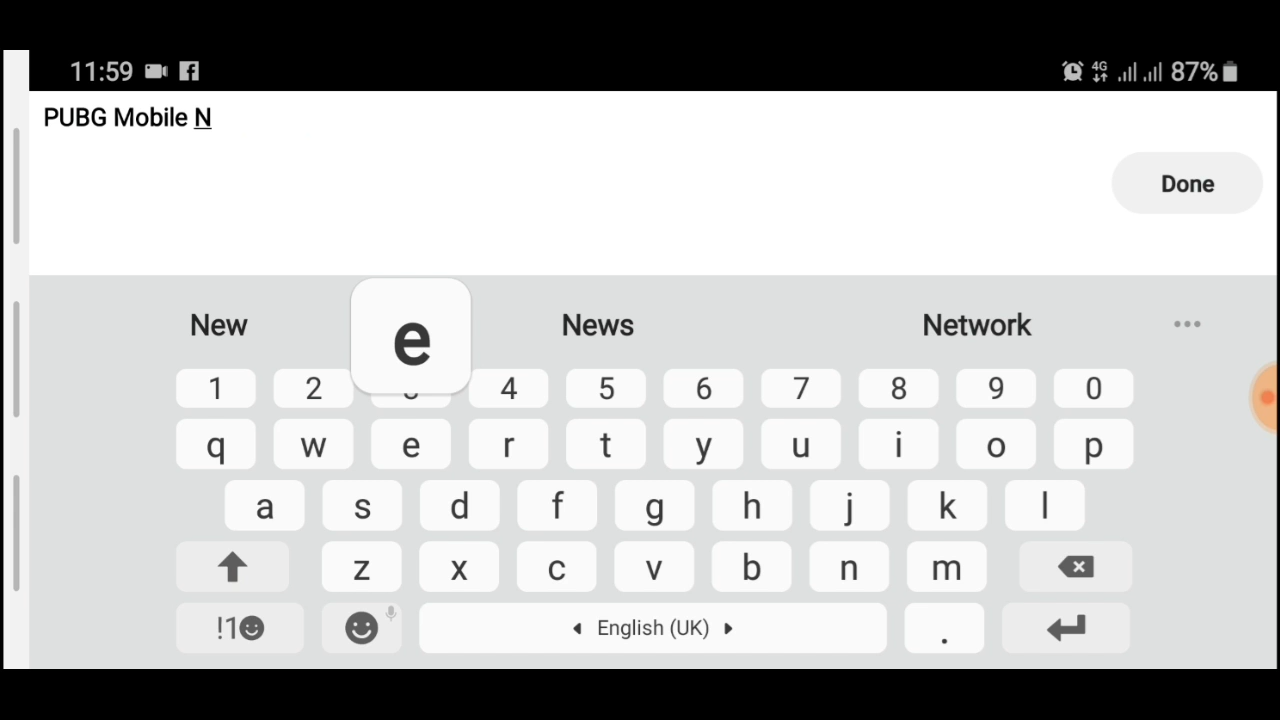 11:59 4G 87%
PUBG Mobile N
Done
New e News Network
1 2 4 5 6 7 8 9 0
q w e r t y u i o p
a s d f g h j k l
z x c v b n m
!1 English (UK) .